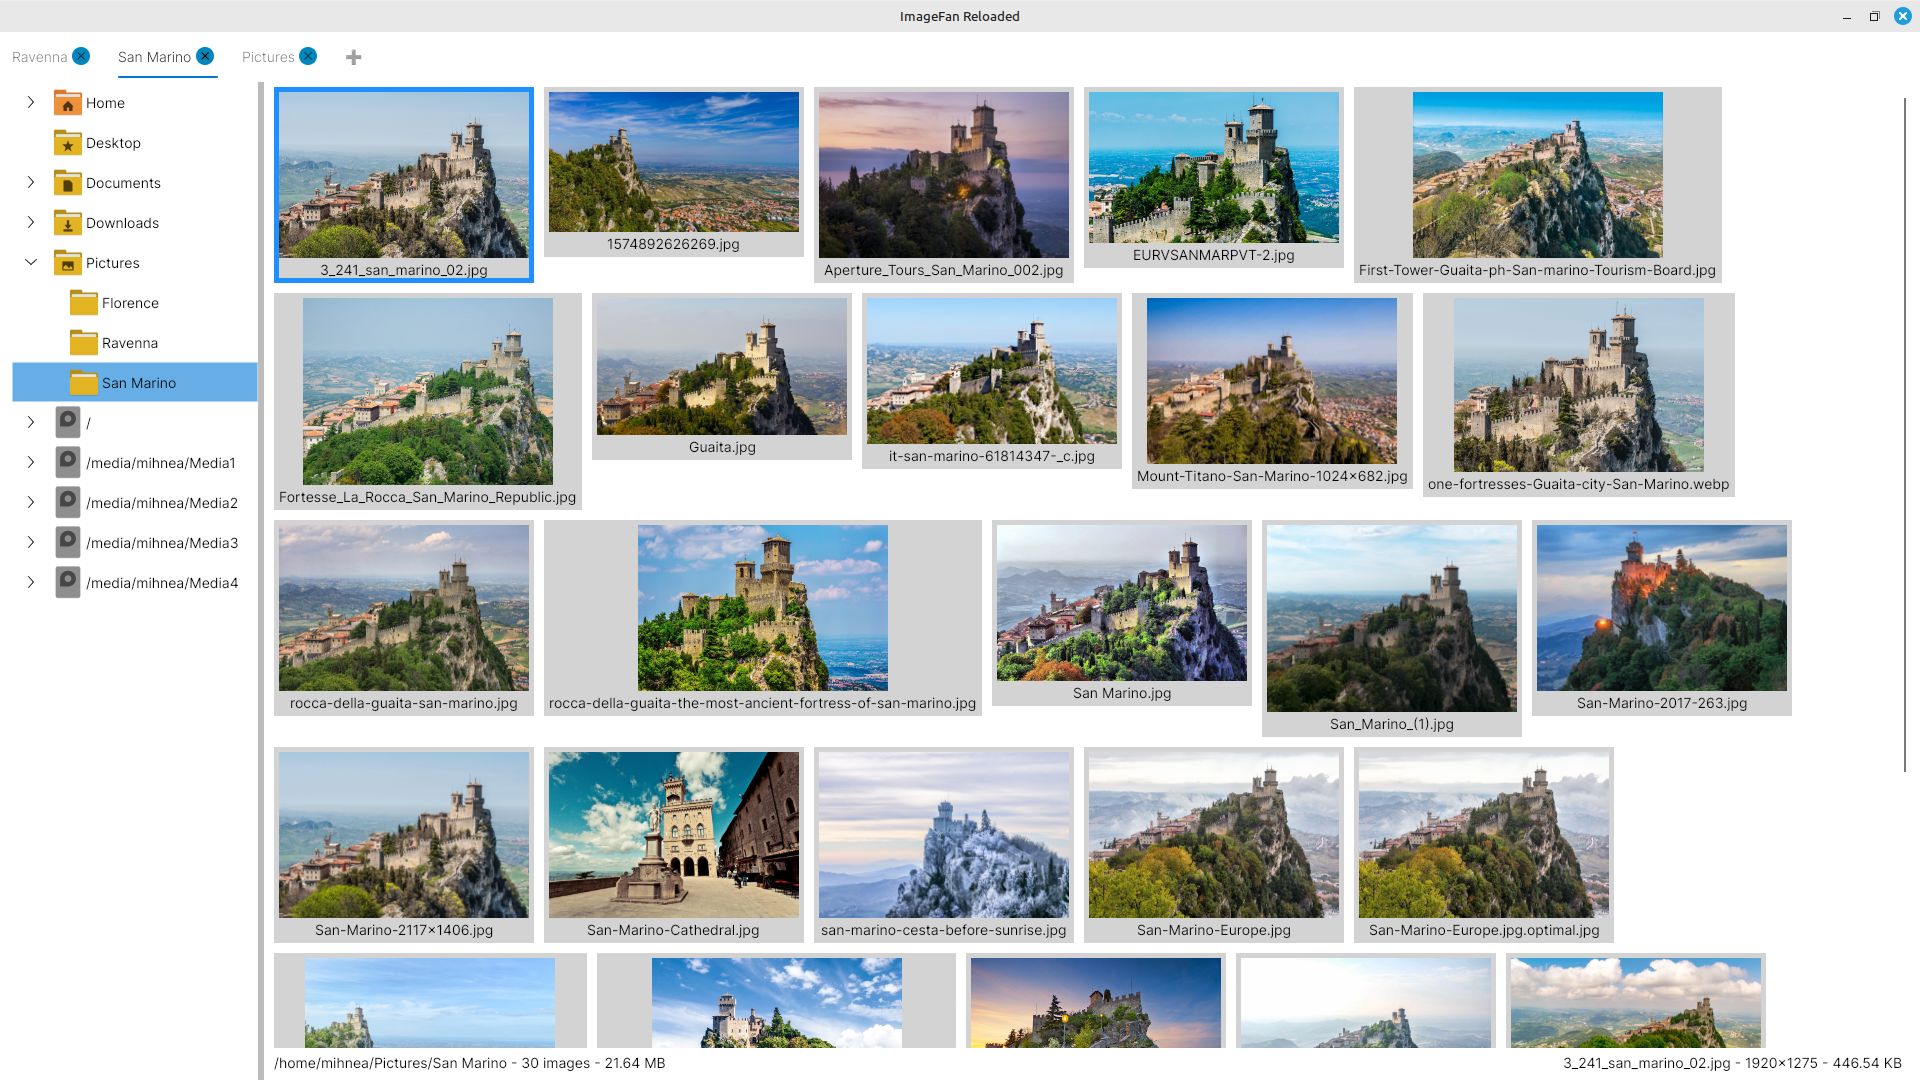 ImageFan Reloaded
Ravenna
San Marino
Pictures
Home
Desktop
Documents
Downloads
Pictures
Florence
Ravenna
San Marino
/
/media/mihnea/Media1
/media/mihnea/Media2
/media/mihnea/Media3
/media/mihnea/Media4
3_241_san_marino_02.jpg
1574892626269.jpg
Aperture_Tours_San_Marino_002.jpg
EURVSANMARPVT-2.jpg
First-Tower-Guaita-ph-San-marino-Tourism-Board.jpg
Fortesse_La_Rocca_San_Marino_Republic.jpg
Guaita.jpg
it-san-marino-61814347-_c.jpg
Mount-Titano-San-Marino-1024×682.jpg
one-fortresses-Guaita-city-San-Marino.webp
rocca-della-guaita-san-marino.jpg
rocca-della-guaita-the-most-ancient-fortress-of-san-marino.jpg
San Marino.jpg
San_Marino_(1).jpg
San-Marino-2017-263.jpg
San-Marino-2117×1406.jpg
San-Marino-Cathedral.jpg
san-marino-cesta-before-sunrise.jpg
San-Marino-Europe.jpg
San-Marino-Europe.jpg.optimal.jpg
/home/mihnea/Pictures/San Marino - 30 images - 21.64 MB
3_241_san_marino_02.jpg - 1920×1275 - 446.54 KB